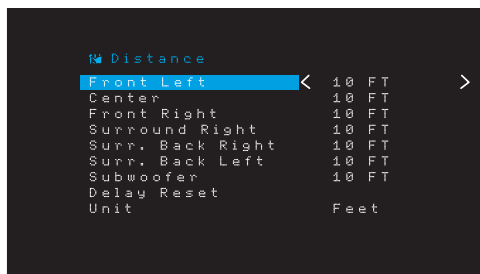 Distance
Front Left < 10 FT >
Center 10 FT
Front Right 10 FT
Surround Right 10 FT
Surr. Back Right 10 FT
Surr. Back Left 10 FT
Subwoofer 10 FT
Delay Reset
Unit Feet